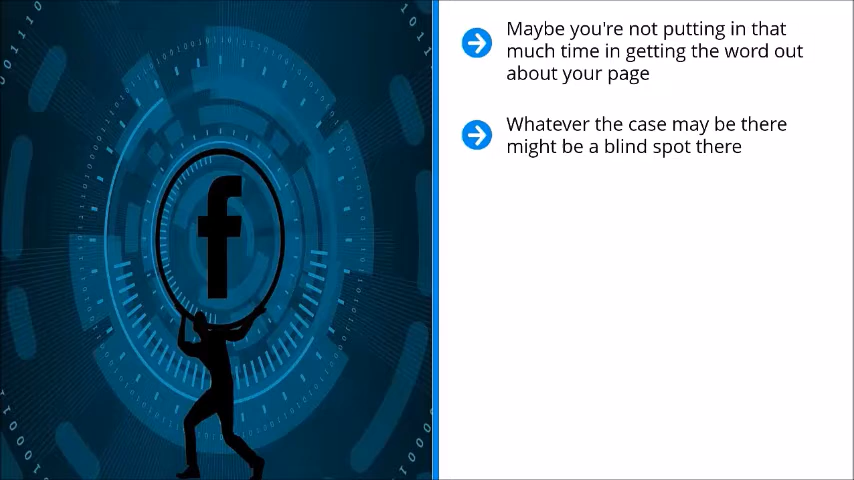 Maybe you're not putting in that
much time in getting the word out
about your page
Whatever the case may be there
might be a blind spot there
f